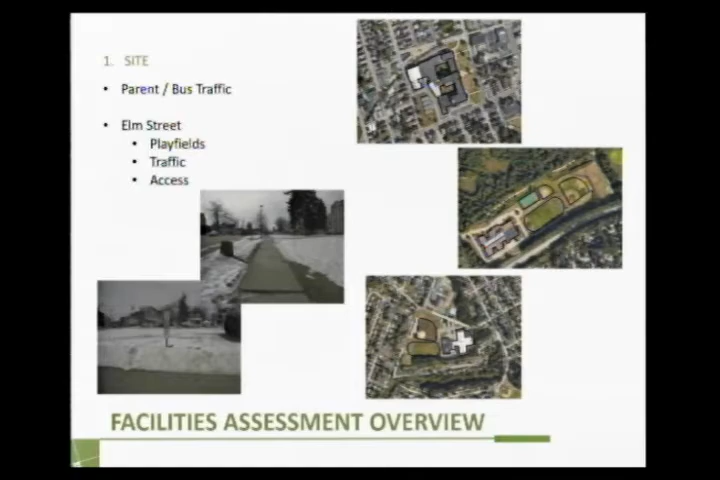 1. SITE
• Parent / Bus Traffic
• Elm Street
• Playfields
• Traffic
• Access
FACILITIES ASSESSMENT OVERVIEW